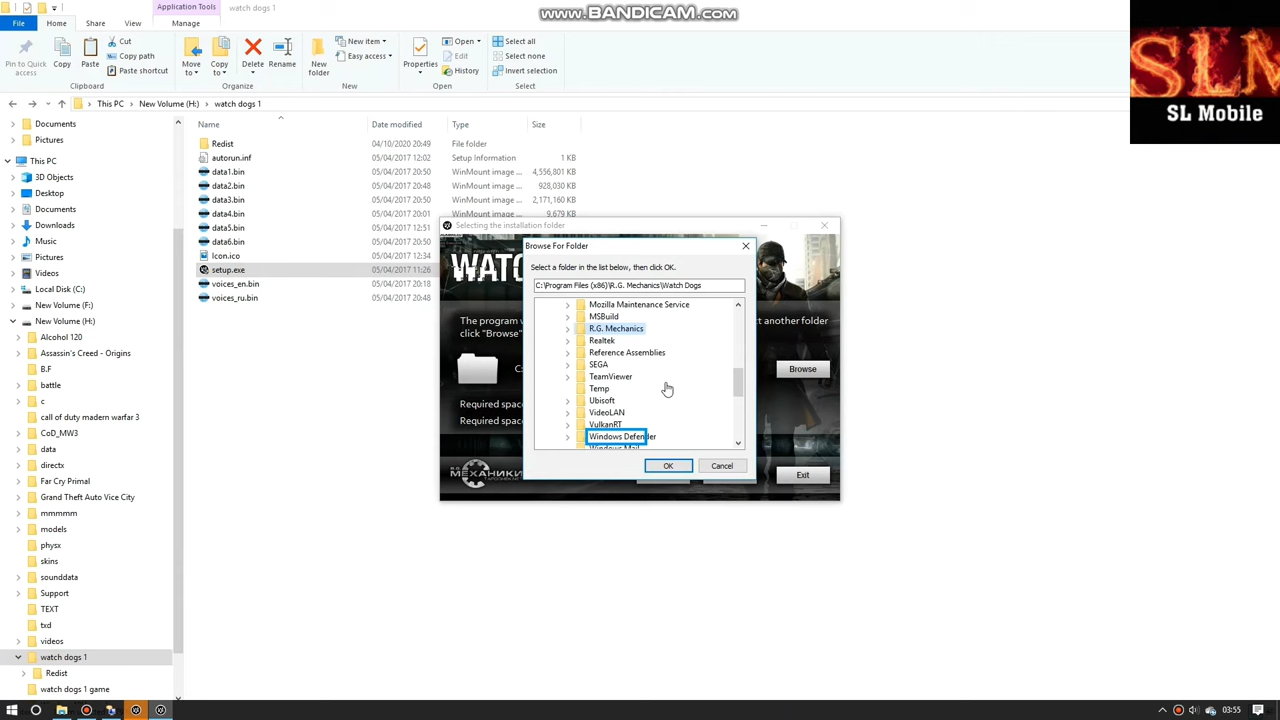 Application Tools
watch dogs 1
www.BANDICAM.com
File
Home
Share
View
Manage
Pin to Quick
access
Copy
Paste
Cut
Copy path
Paste shortcut
Clipboard
Move
to
Copy
to
Delete
Rename
Organize
New
folder
New item
Easy access
New
Properties
Open
Edit
History
Open
Select all
Select none
Invert selection
Select
SLM
SL Mobile
This PC
New Volume (H:)
watch dogs 1
Documents
Pictures
This PC
3D Objects
Desktop
Documents
Downloads
Music
Pictures
Videos
Local Disk (C:)
New Volume (F:)
New Volume (H:)
Alcohol 120
Assassin's Creed - Origins
B.F
battle
c
call of duty modern warfar 3
CoD_MW3
data
directx
Far Cry Primal
Grand Theft Auto Vice City
mmmmm
models
physx
skins
sounddata
Support
TEXT
txd
videos
watch dogs 1
Redist
watch dogs 1 game
Name
Date modified
Type
Size
Redist 04/10/2020 20:49 File folder
autorun.inf 05/04/2017 12:02 Setup Information 1 KB
data1.bin 05/04/2017 20:50 WinMount image ... 4,556,801 KB
data2.bin 05/04/2017 20:48 WinMount image ... 928,030 KB
data3.bin 05/04/2017 20:50 WinMount image ... 2,171,160 KB
data4.bin 05/04/2017 20:01 WinMount image ... 9,679 KB
data5.bin 05/04/2017 12:51
data6.bin 05/04/2017 20:50
Icon.ico 05/04/2017 12:34
setup.exe 05/04/2017 11:26
voices_en.bin 05/04/2017 20:48
voices_ru.bin 05/04/2017 20:48
Selecting the installation folder
WATC
The program w
click "Browse"
ct another folder
C:
Browse
Required space
Required space
МЕХАНИКИ
Exit
Browse For Folder
Select a folder in the list below, then click OK.
C:\Program Files (x86)\R.G. Mechanics\Watch Dogs
Mozilla Maintenance Service
MSBuild
R.G. Mechanics
Realtek
Reference Assemblies
SEGA
TeamViewer
Temp
Ubisoft
VideoLAN
VulkanRT
Windows Defender
Windows Mail
OK
Cancel
03:55